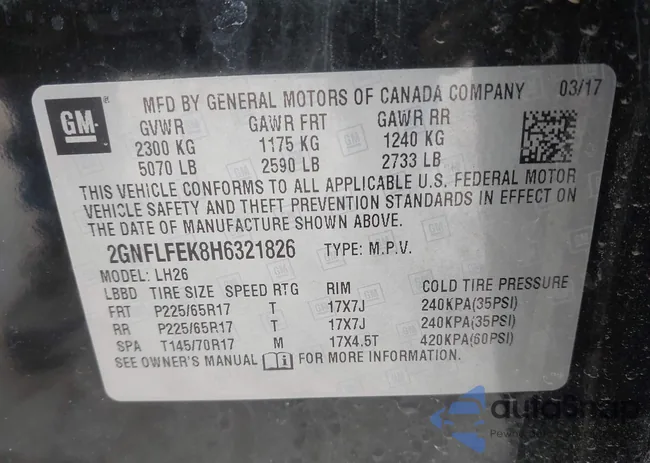 GM
MFD BY GENERAL MOTORS OF CANADA COMPANY 03/17
GVWR GAWR FRT GAWR RR
2300 KG 1175 KG 1240 KG
5070 LB 2590 LB 2733 LB
THIS VEHICLE CONFORMS TO ALL APPLICABLE U.S. FEDERAL MOTOR
VEHICLE SAFETY AND THEFT PREVENTION STANDARDS IN EFFECT ON
THE DATE OF MANUFACTURE SHOWN ABOVE.
2GNFLFEK8H6321826 TYPE: M.P.V.
MODEL: LH26
LBBD TIRE SIZE SPEED RTG RIM COLD TIRE PRESSURE
FRT P225/65R17 T 17X7J 240KPA(35PSI)
RR P225/65R17 T 17X7J 240KPA(35PSI)
SPA T145/70R17 M 17X4.5T 420KPA(60PSI)
SEE OWNER'S MANUAL FOR MORE INFORMATION.
autoSnap